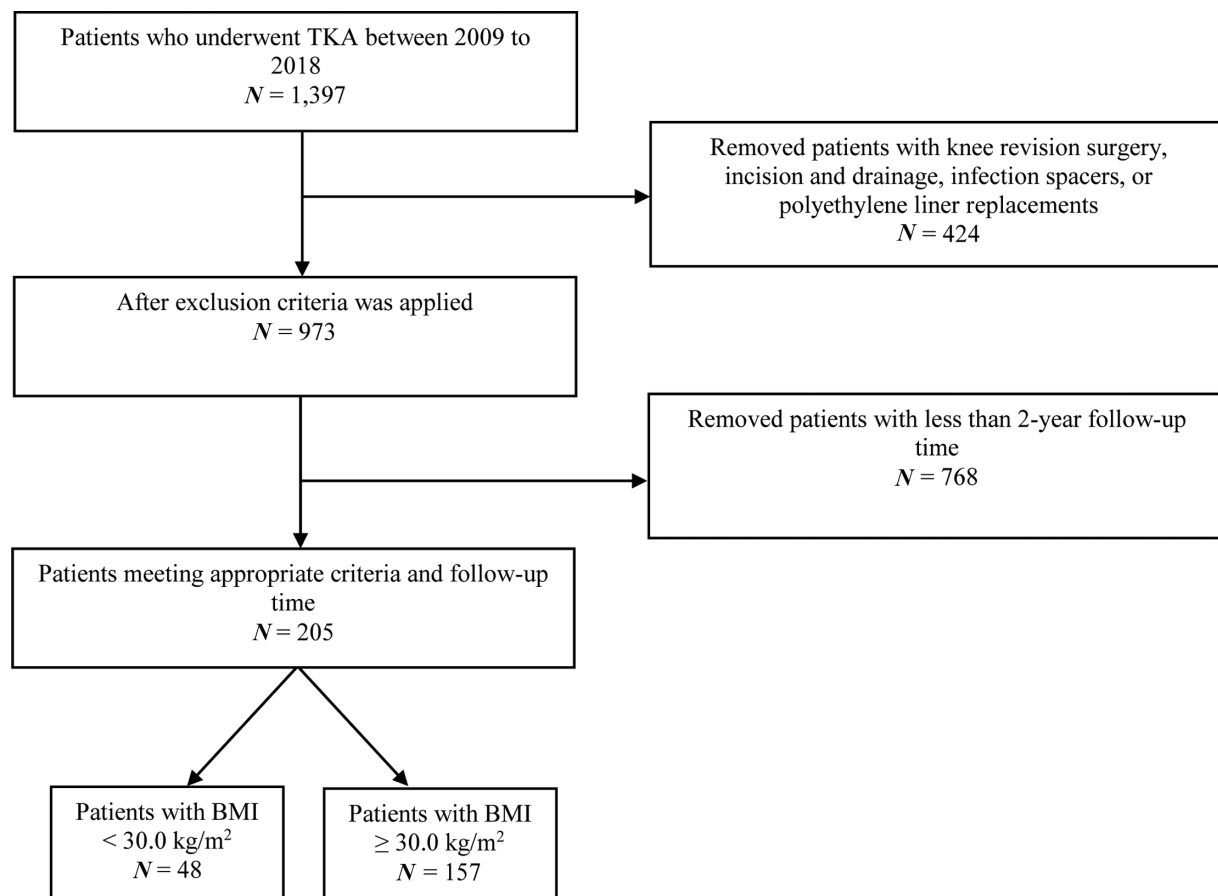 Patients who underwent TKA between 2009 to
2018
N = 1,397
Removed patients with knee revision surgery,
incision and drainage, infection spacers, or
polyethylene liner replacements
N = 424
After exclusion criteria was applied
N = 973
Removed patients with less than 2-year follow-up
time
N = 768
Patients meeting appropriate criteria and follow-up
time
N = 205
Patients with BMI
< 30.0 kg/m²
N = 48
Patients with BMI
≥ 30.0 kg/m²
N = 157